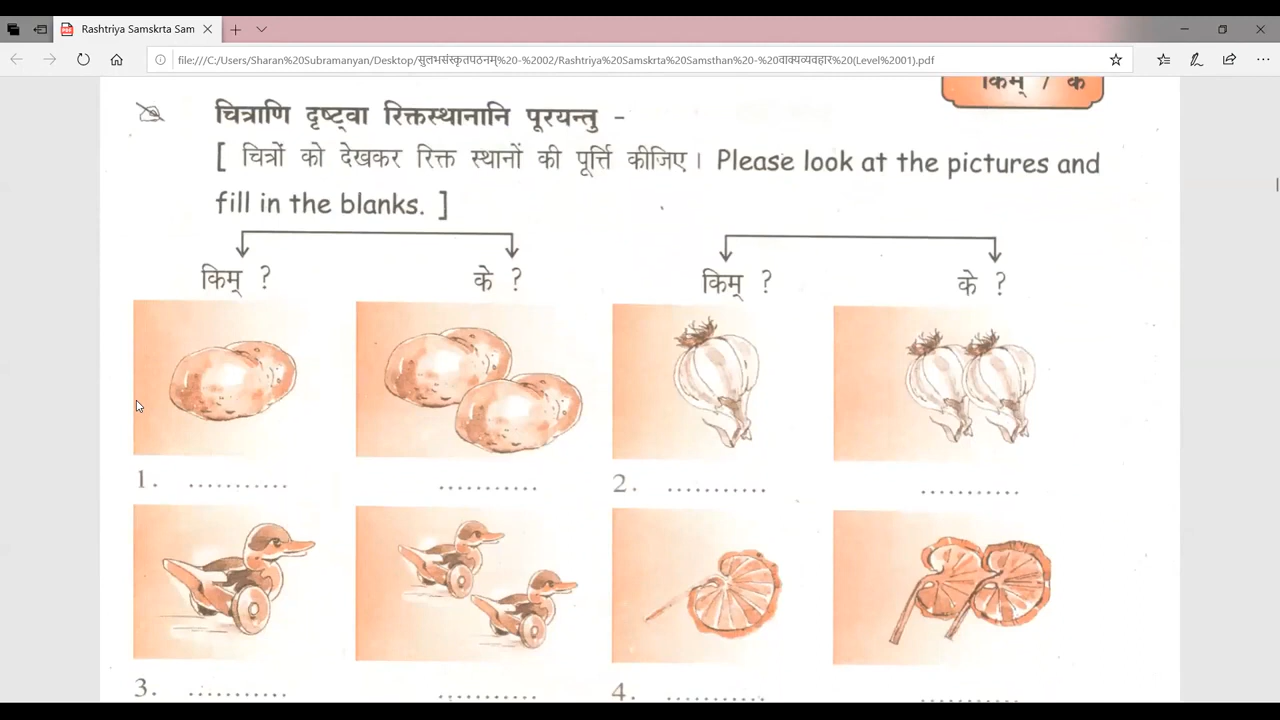 Rashtriya Samskrta Sam
file:///C:/Users/Sharan%20Subramanyan/Desktop/सुलभसंस्कृतपठनम्%20-%2002/Rashtriya%20Samskrta%20Samsthan%20-%20वाक्यव्यवहार%20(Level%2001).pdf
किम् / के
चित्राणि दृष्ट्वा रिक्तस्थानानि पूरयन्तु -
[ चित्रों को देखकर रिक्त स्थानों की पूर्त्ति कीजिए। Please look at the pictures and
fill in the blanks. ]
किम् ? के ? किम् ? के ?
1. ........... ........... 2. ........... ...........
3. ........... ........... 4. ........... ...........